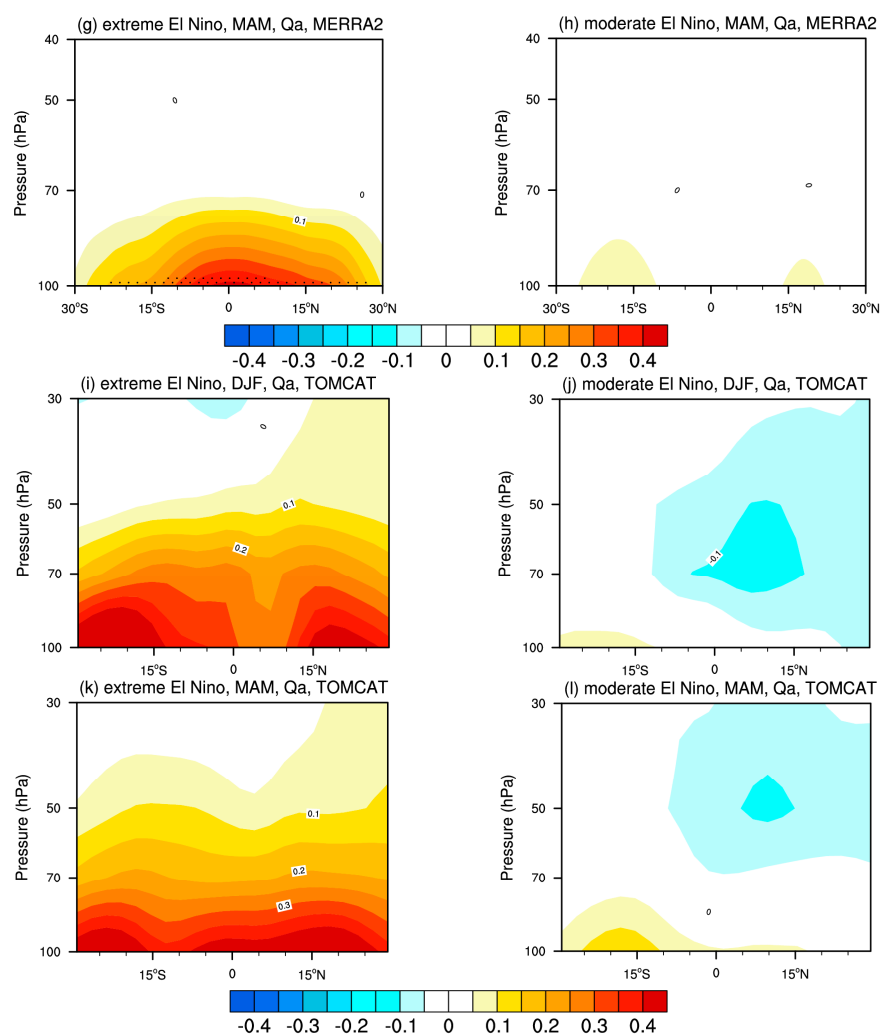 (g) extreme El Nino, MAM, Qa, MERRA2
(h) moderate El Nino, MAM, Qa, MERRA2
40
50
70
100
Pressure (hPa)
0
0
0.1
30°S
15°S
0
15°N
30°N
40
50
70
100
Pressure (hPa)
0
0
30°S
15°S
0
15°N
30°N
-0.4
-0.3
-0.2
-0.1
0
0.1
0.2
0.3
0.4
(i) extreme El Nino, DJF, Qa, TOMCAT
(j) moderate El Nino, DJF, Qa, TOMCAT
30
50
70
100
Pressure (hPa)
0
0.1
0.2
15°S
0
15°N
30
50
70
100
Pressure (hPa)
-0.1
15°S
0
15°N
(k) extreme El Nino, MAM, Qa, TOMCAT
(l) moderate El Nino, MAM, Qa, TOMCAT
30
50
70
100
Pressure (hPa)
0.1
0.2
0.3
15°S
0
15°N
30
50
70
100
Pressure (hPa)
0
15°S
0
15°N
-0.4
-0.3
-0.2
-0.1
0
0.1
0.2
0.3
0.4